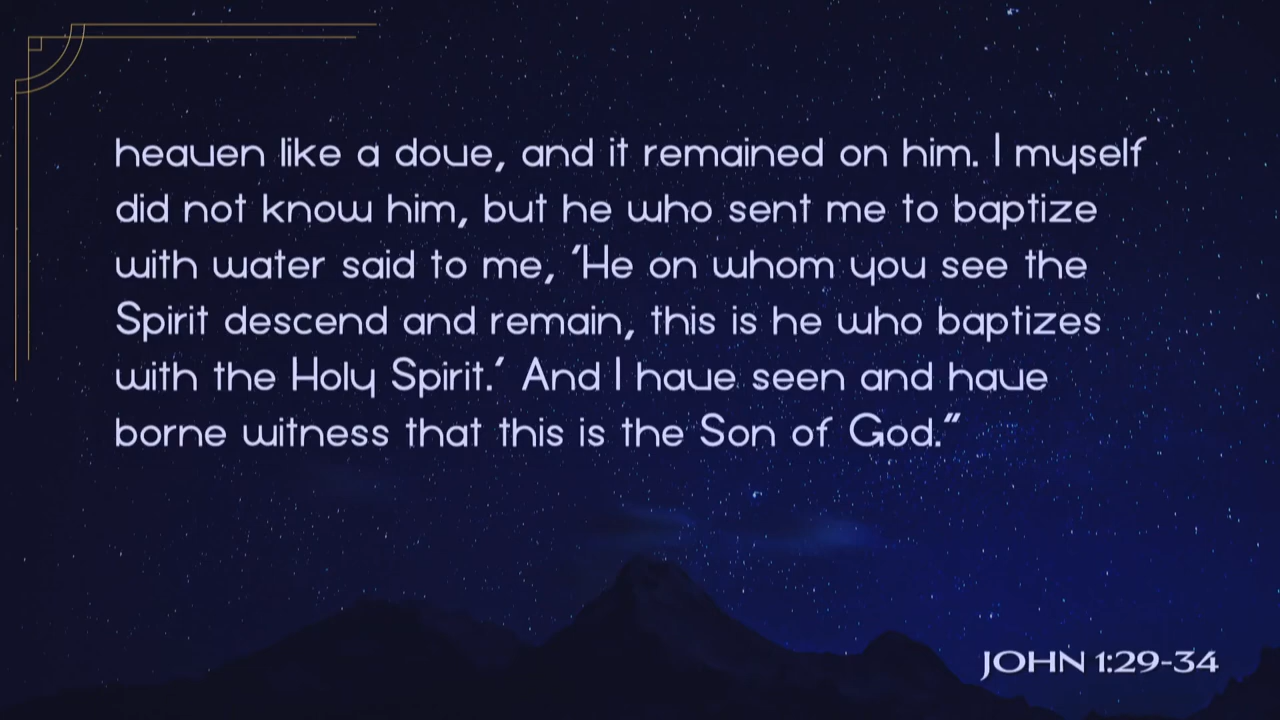 heaven like a dove, and it remained on him. I myself
did not know him, but he who sent me to baptize
with water said to me, ‘He on whom you see the
Spirit descend and remain, this is he who baptizes
with the Holy Spirit.’ And I have seen and have
borne witness that this is the Son of God.”
JOHN 1:29-34